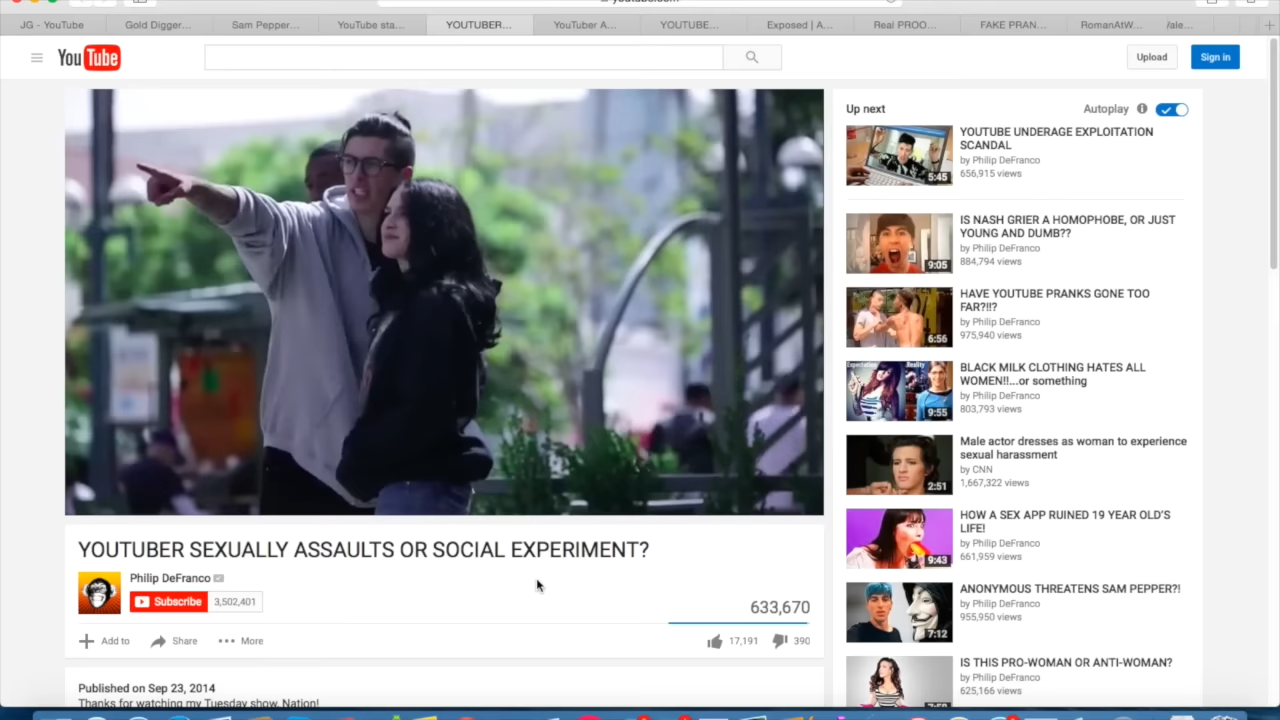 youtube.com
JG - YouTube
Gold Digger...
Sam Pepper...
YouTube sta...
YOUTUBER...
YouTuber A...
YOUTUBE...
Exposed | A...
Real PROO...
FAKE PRAN...
RomanAtW...
You Tube
Upload
Sign in
YOUTUBER SEXUALLY ASSAULTS OR SOCIAL EXPERIMENT?
Philip DeFranco
Subscribe 3,502,401
633,670
Add to
Share
More
17,191
390
Published on Sep 23, 2014
Thanks for watching my Tuesday show, Nation!
Up next
Autoplay
YOUTUBE UNDERAGE EXPLOITATION
SCANDAL
by Philip DeFranco
656,915 views
5:45
IS NASH GRIER A HOMOPHOBE, OR JUST
YOUNG AND DUMB??
by Philip DeFranco
884,794 views
9:05
HAVE YOUTUBE PRANKS GONE TOO
FAR?!!?
by Philip DeFranco
975,940 views
6:56
BLACK MILK CLOTHING HATES ALL
WOMEN!!...or something
by Philip DeFranco
803,793 views
9:55
Male actor dresses as woman to experience
sexual harassment
by CNN
1,667,322 views
2:51
HOW A SEX APP RUINED 19 YEAR OLD'S
LIFE!
by Philip DeFranco
661,959 views
9:43
ANONYMOUS THREATENS SAM PEPPER?!
by Philip DeFranco
955,950 views
7:12
IS THIS PRO-WOMAN OR ANTI-WOMAN?
by Philip DeFranco
625,166 views